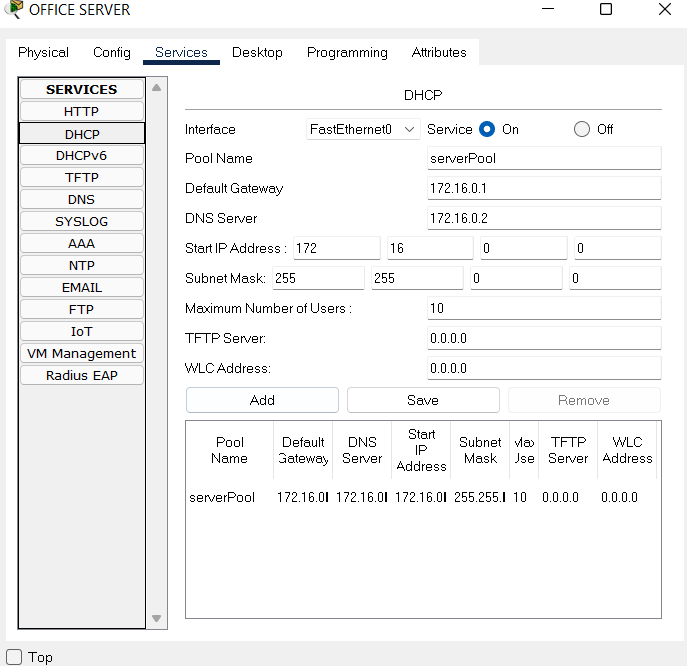 OFFICE SERVER
Physical Config Services Desktop Programming Attributes
SERVICES
HTTP
DHCP
DHCPv6
TFTP
DNS
SYSLOG
AAA
NTP
EMAIL
FTP
IoT
VM Management
Radius EAP
DHCP
Interface FastEthernet0 Service On Off
Pool Name serverPool
Default Gateway 172.16.0.1
DNS Server 172.16.0.2
Start IP Address : 172 16 0 0
Subnet Mask: 255 255 0 0
Maximum Number of Users : 10
TFTP Server: 0.0.0.0
WLC Address: 0.0.0.0
Add Save Remove
Pool Name Default Gateway DNS Server Start IP Address Subnet Mask Max Use TFTP Server WLC Address
serverPool 172.16.0 172.16.0 172.16.0 255.255. 10 0.0.0.0 0.0.0.0
Top